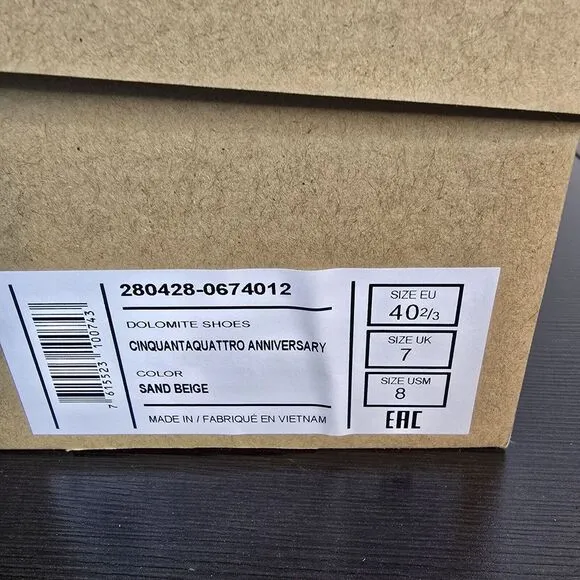 280428-0674012
DOLOMITE SHOES
CINQUANTAQUATTRO ANNIVERSARY
COLOR
SAND BEIGE
MADE IN / FABRIQUÉ EN VIETNAM
7 615523 100743
SIZE EU
40 2/3
SIZE UK
7
SIZE USM
8
EAC